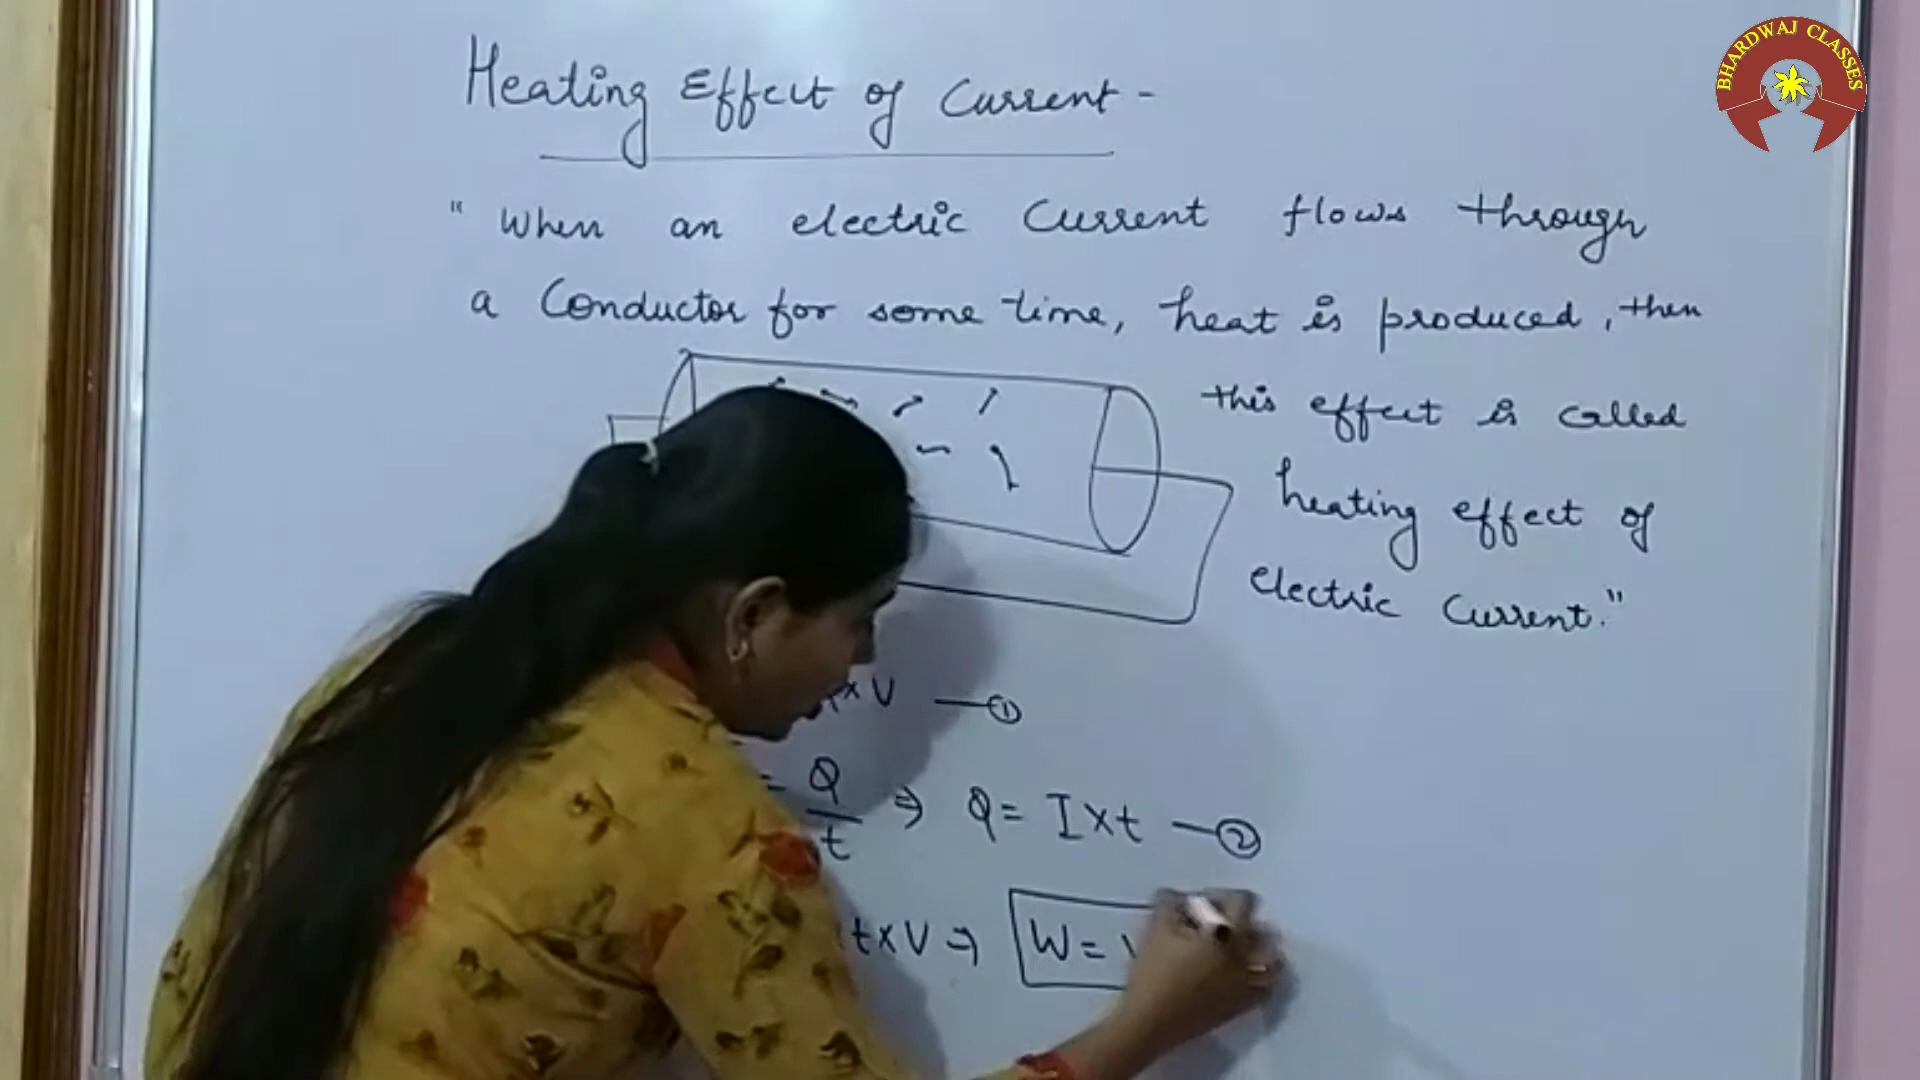 BHARDWAJ CLASSES
Heating Effect of Current -
" When an electric Current flows through
a Conductor for some time, heat is produced, then
this effect is called
heating effect of
electric Current."
×V — ①
= Q/t ⇒ Q = I×t — ②
t×V ⇒ W =